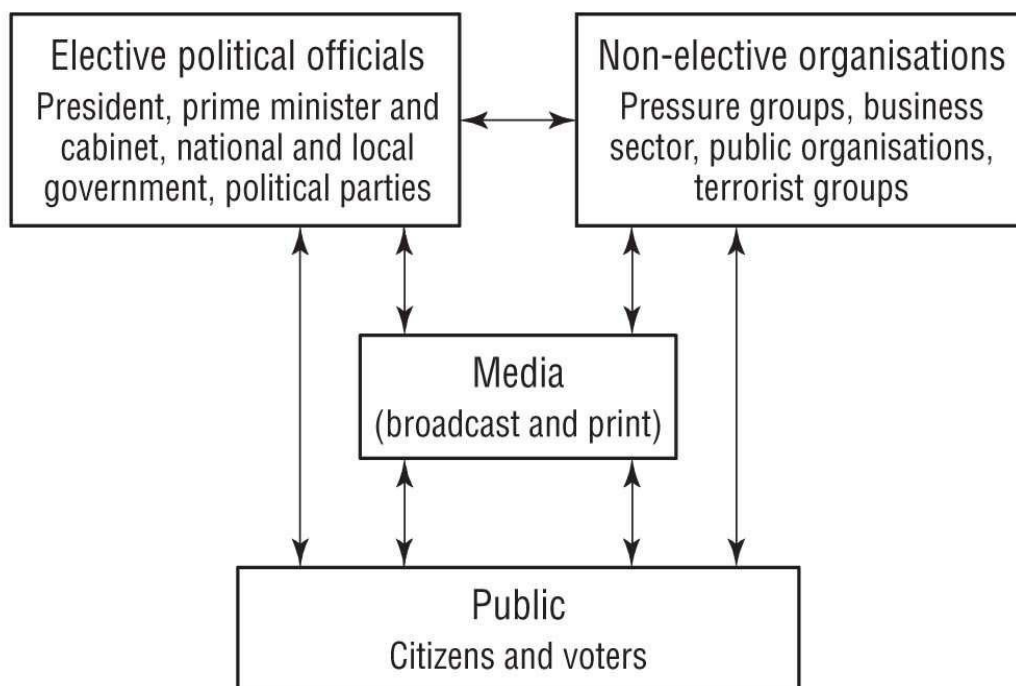 Elective political officials
President, prime minister and
cabinet, national and local
government, political parties
Non-elective organisations
Pressure groups, business
sector, public organisations,
terrorist groups
Media
(broadcast and print)
Public
Citizens and voters